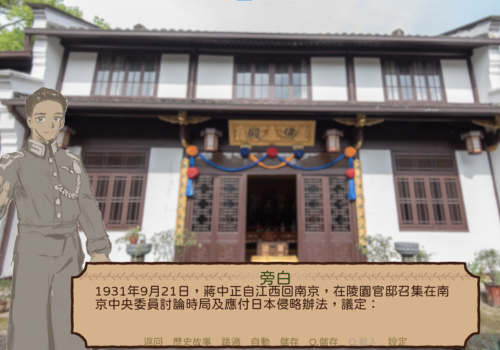 佛殿
旁白
1931年9月21日，蔣中正自江西回南京，在陵園官邸召集在南
京中央委員討論時局及應付日本侵略辦法，議定：
返回 歷史故事 跳過 自動 儲存 Q.儲存 Q.載入 設定